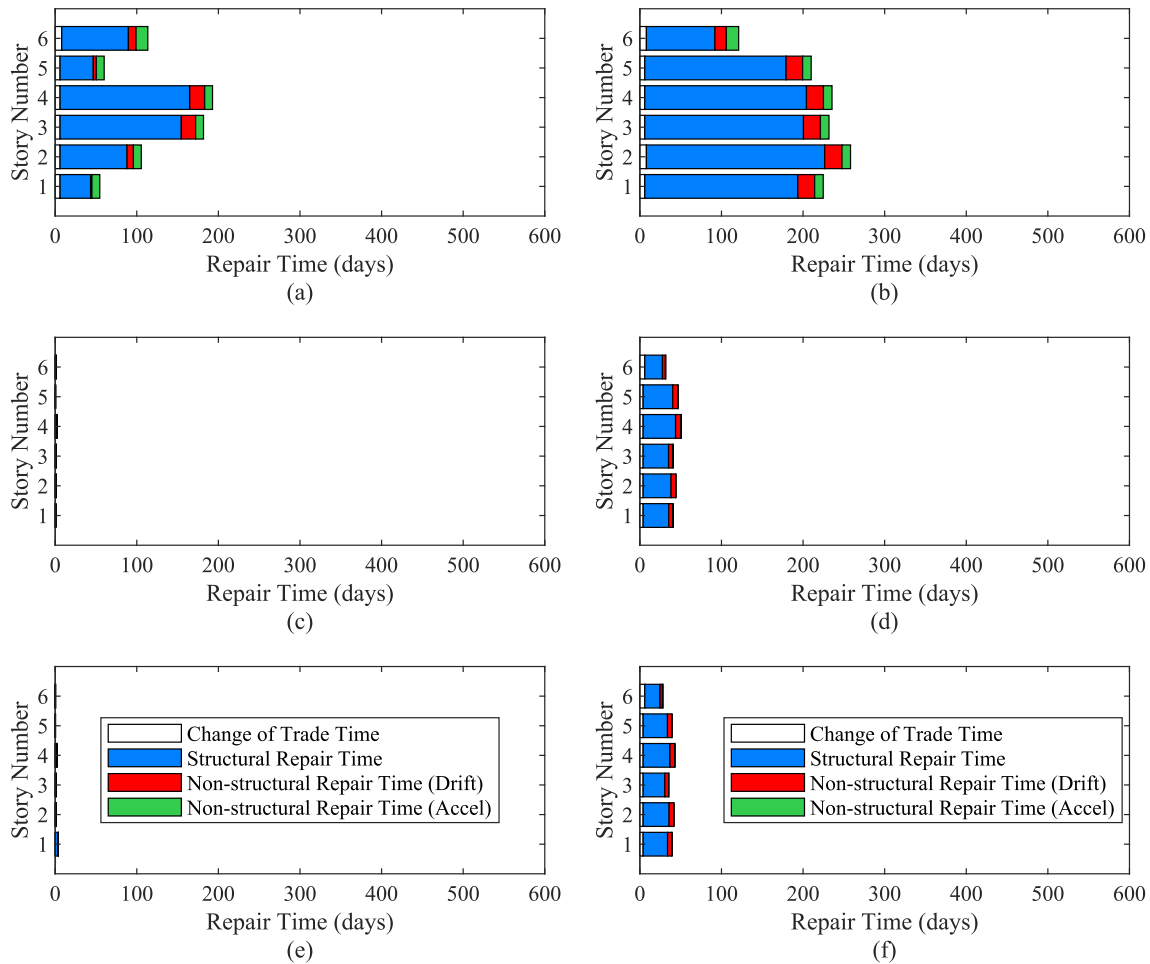 Story Number
6
5
4
3
2
1
0 100 200 300 400 500 600
Repair Time (days)
(a)
Story Number
6
5
4
3
2
1
0 100 200 300 400 500 600
Repair Time (days)
(b)
Story Number
6
5
4
3
2
1
0 100 200 300 400 500 600
Repair Time (days)
(c)
Story Number
6
5
4
3
2
1
0 100 200 300 400 500 600
Repair Time (days)
(d)
Story Number
6
5
4
3
2
1
Change of Trade Time
Structural Repair Time
Non-structural Repair Time (Drift)
Non-structural Repair Time (Accel)
0 100 200 300 400 500 600
Repair Time (days)
(e)
Story Number
6
5
4
3
2
1
Change of Trade Time
Structural Repair Time
Non-structural Repair Time (Drift)
Non-structural Repair Time (Accel)
0 100 200 300 400 500 600
Repair Time (days)
(f)